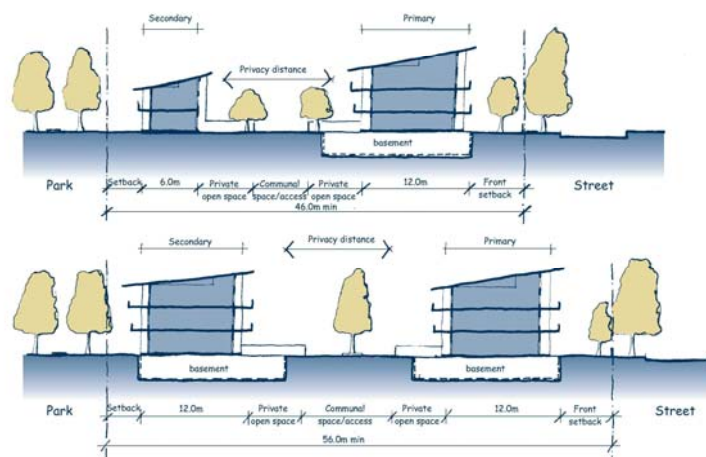 Secondary
Primary
Privacy distance
basement
Park
Setback
6.0m
Private
open space
Communal
space/access
Private
open space
12.0m
Front
setback
Street
46.0m min
Secondary
Privacy distance
Primary
basement
basement
Park
Setback
12.0m
Private
open space
Communal
space/access
Private
open space
12.0m
Front
setback
Street
56.0m min